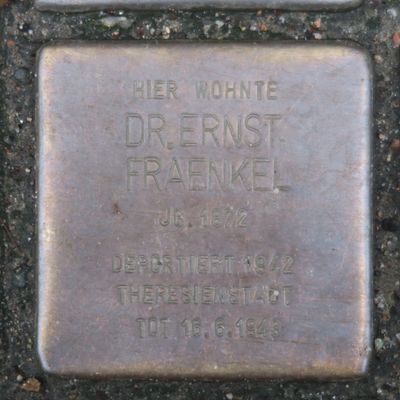 HIER WOHNTE
DR. ERNST
FRAENKEL
JG. 1872
DEPORTIERT 1942
THERESIENSTADT
TOT 16.6.1943